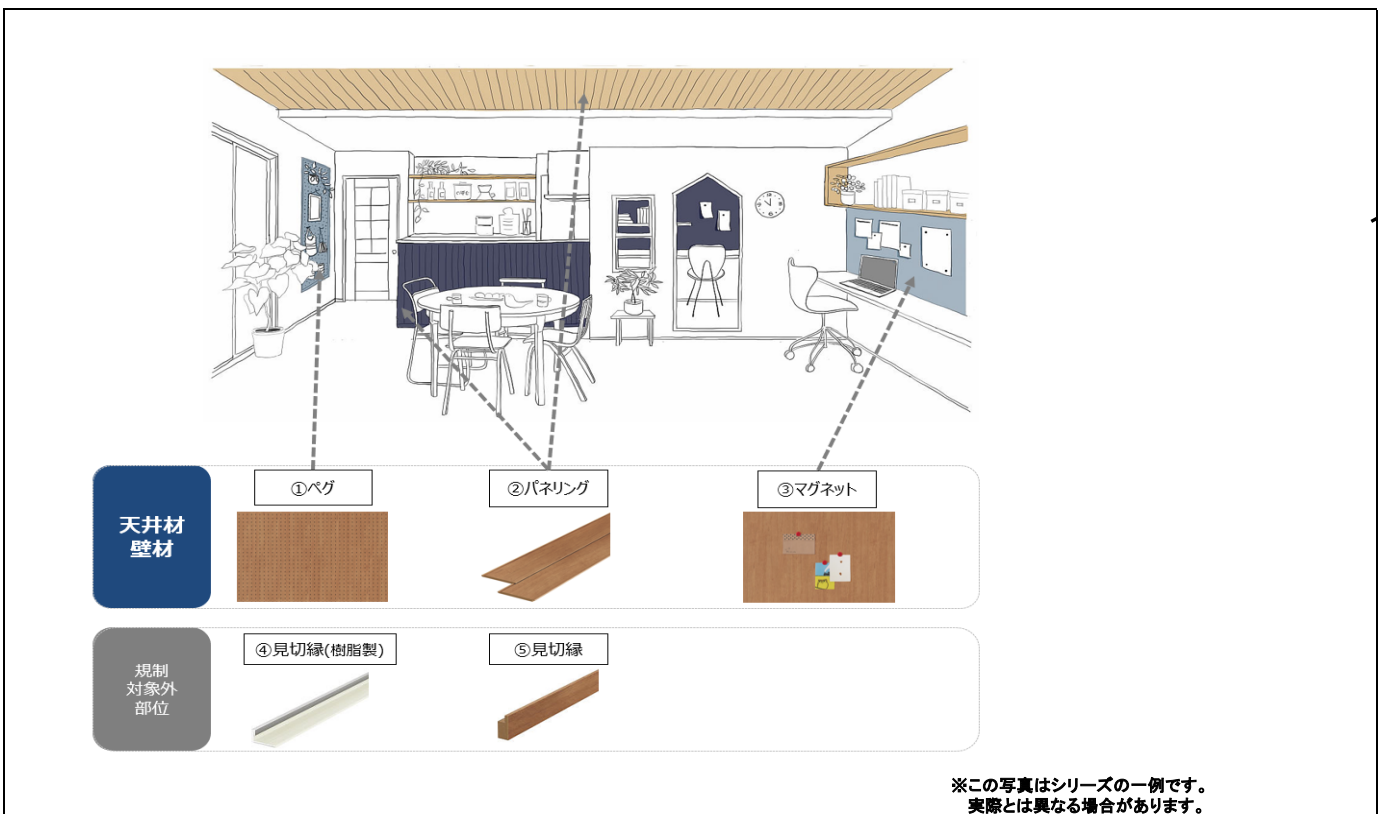 天井材
壁材
①ペグ
②パネリング
③マグネット
規制
対象外
部位
④見切縁(樹脂製)
⑤見切縁
※この写真はシリーズの一例です。
実際とは異なる場合があります。